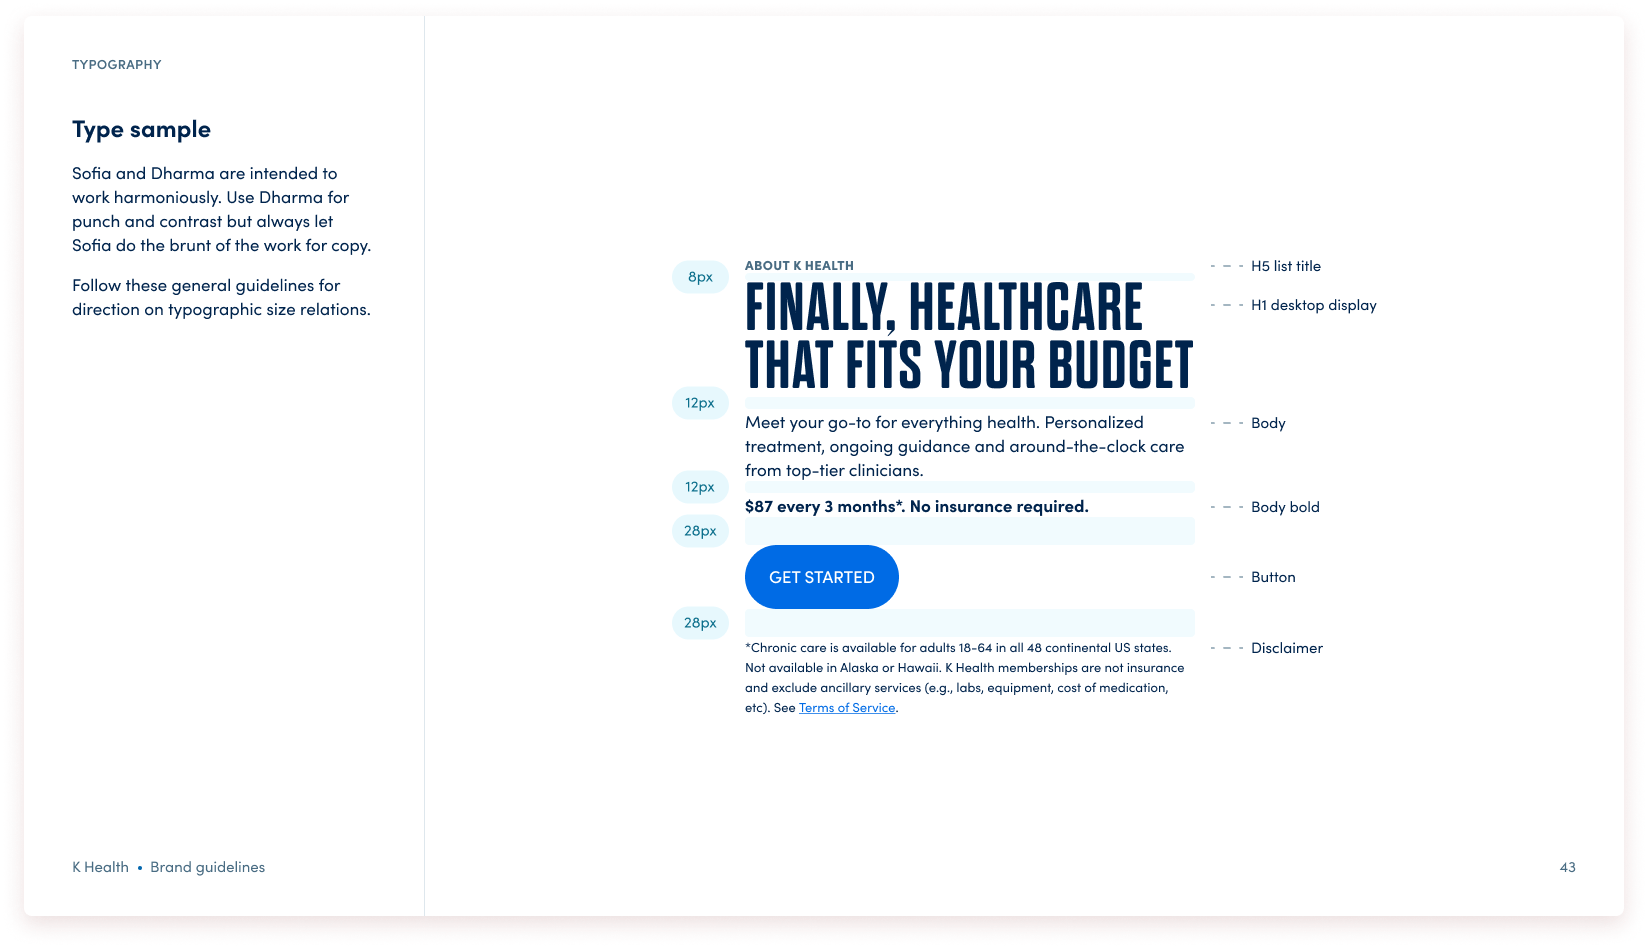 TYPOGRAPHY
Type sample
Sofia and Dharma are intended to
work harmoniously. Use Dharma for
punch and contrast but always let
Sofia do the brunt of the work for copy.
Follow these general guidelines for
direction on typographic size relations.
8px
ABOUT K HEALTH
H5 list title
FINALLY, HEALTHCARE
THAT FITS YOUR BUDGET
H1 desktop display
12px
Meet your go-to for everything health. Personalized
treatment, ongoing guidance and around-the-clock care
from top-tier clinicians.
Body
12px
$87 every 3 months*. No insurance required.
Body bold
28px
GET STARTED
Button
28px
*Chronic care is available for adults 18-64 in all 48 continental US states.
Not available in Alaska or Hawaii. K Health memberships are not insurance
and exclude ancillary services (e.g., labs, equipment, cost of medication,
etc). See Terms of Service.
Disclaimer
K Health • Brand guidelines
43